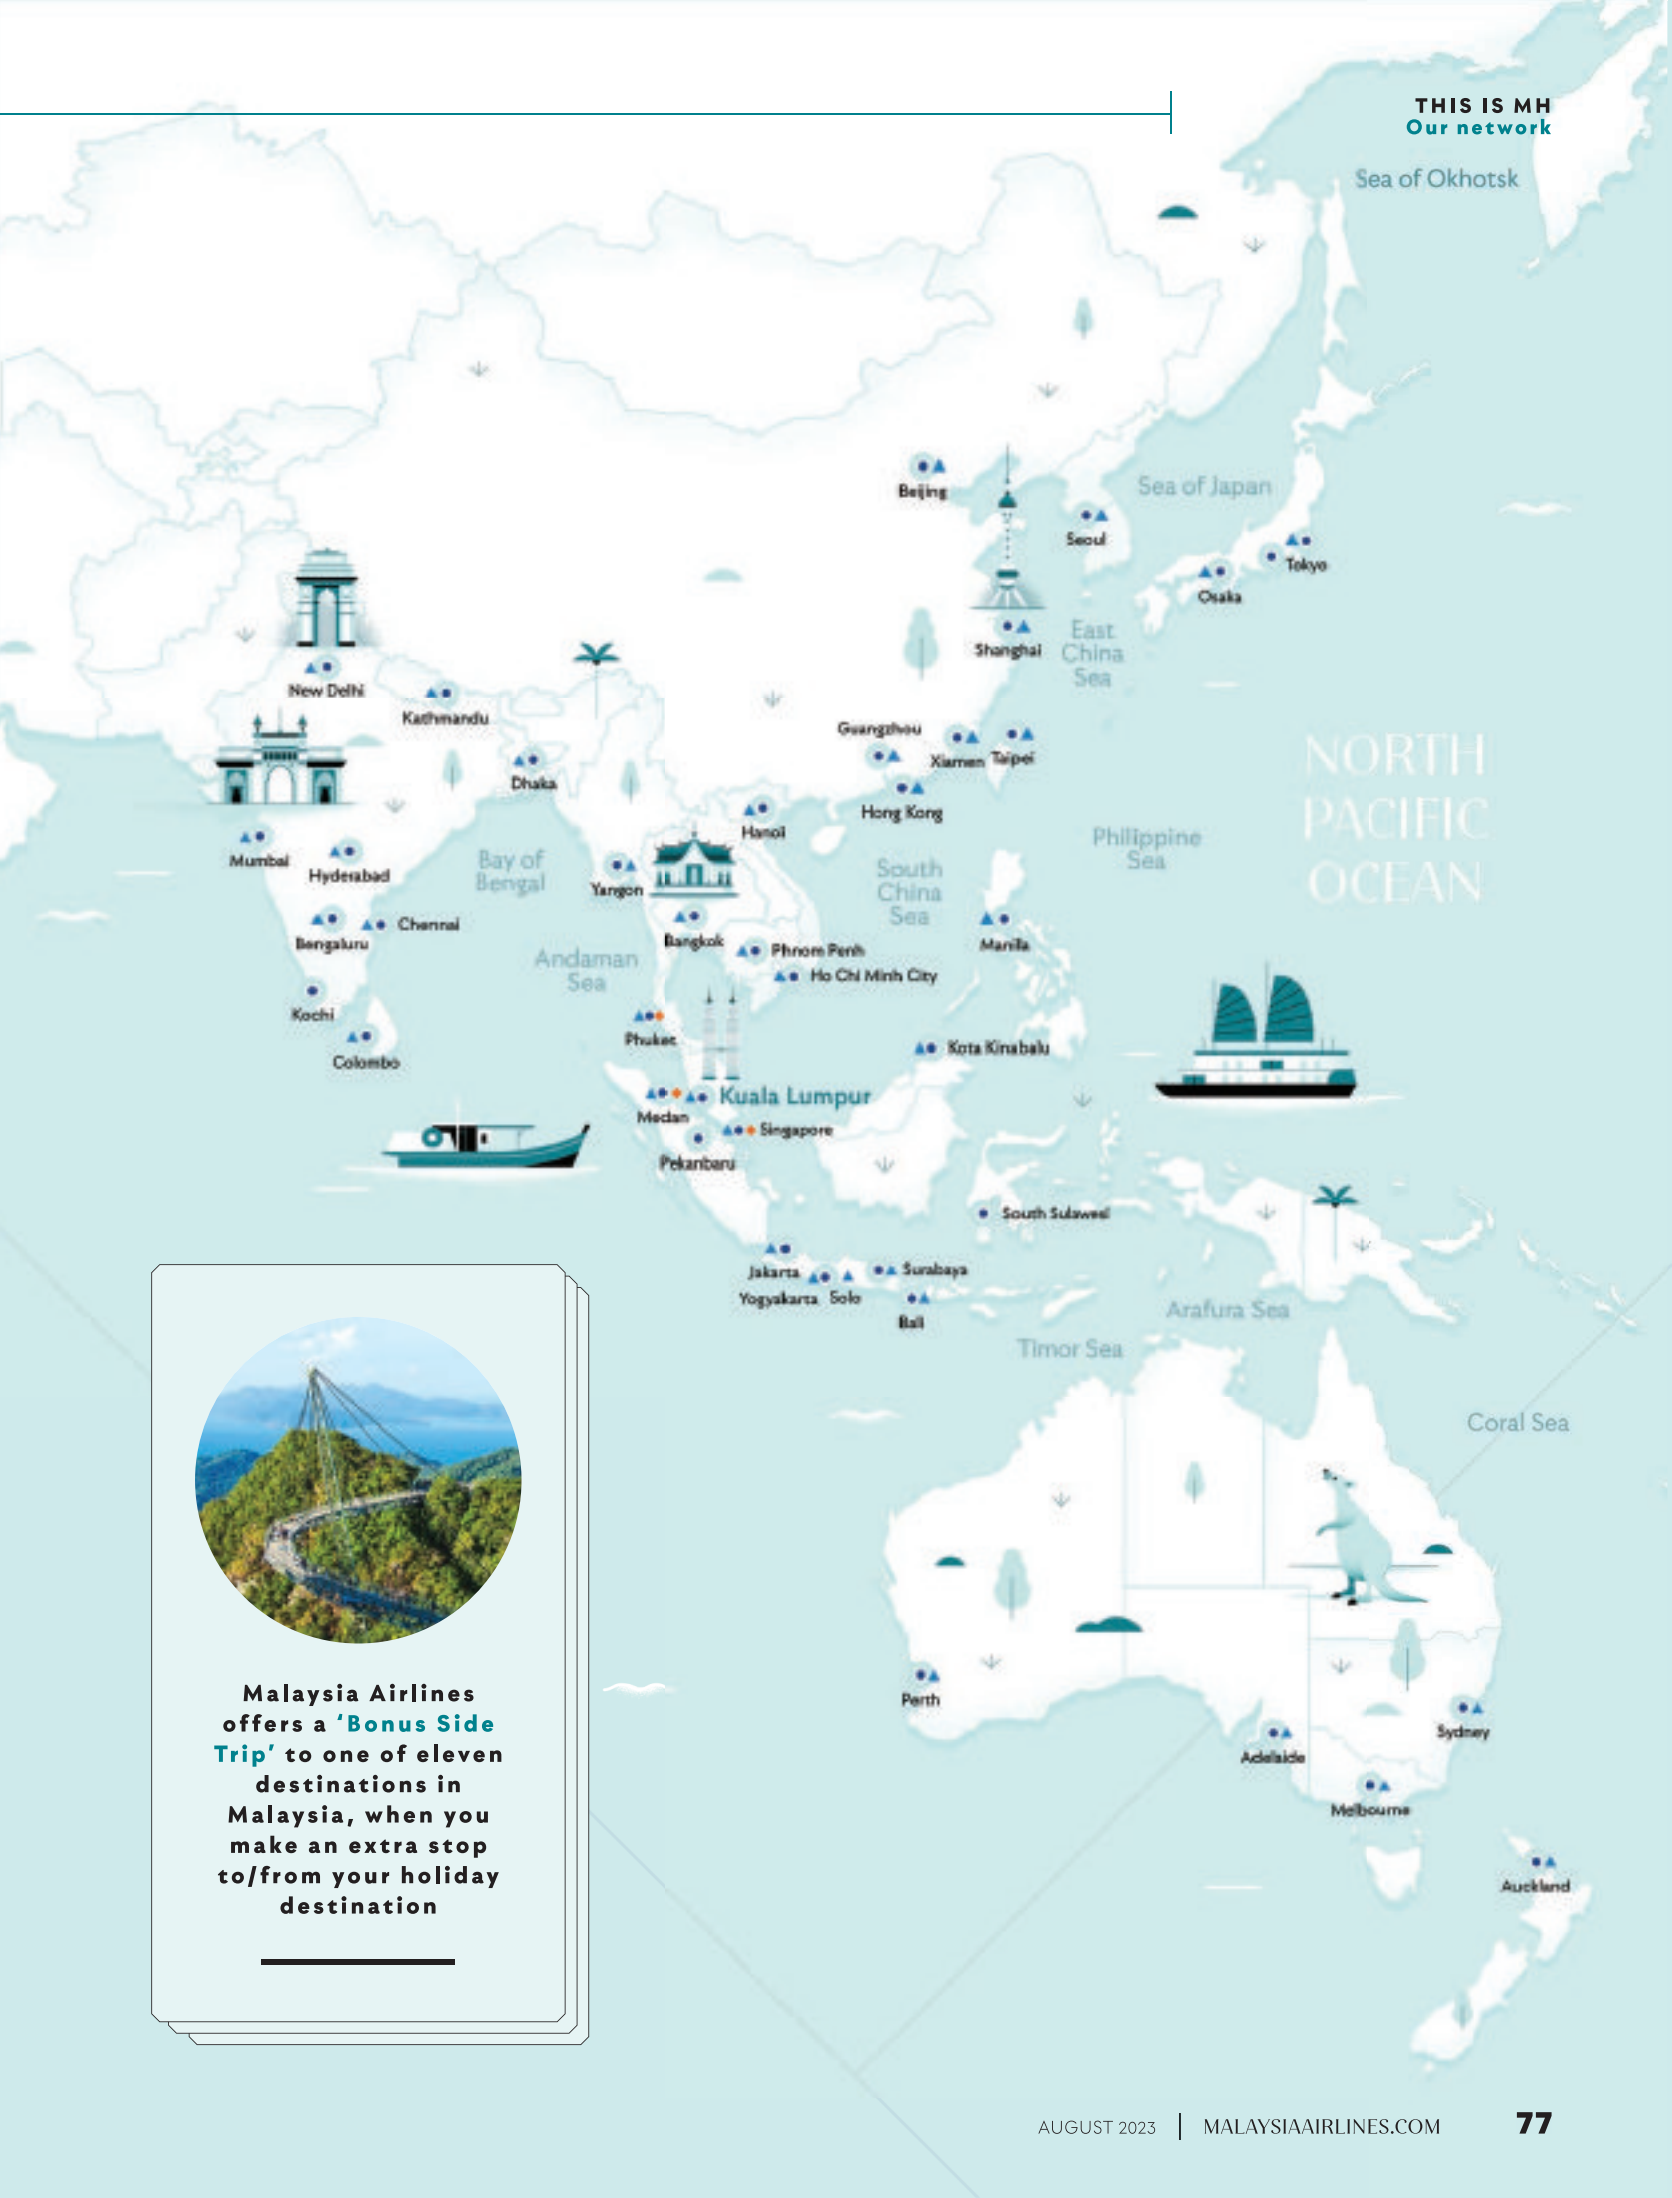 THIS IS MH
Our network
Sea of Okhotsk
Beijing
Sea of Japan
Seoul
Tokyo
Osaka
Shanghai
East
China
Sea
New Delhi
Kathmandu
Guangzhou
Xiamen
Taipei
Dhaka
Hong Kong
NORTH
PACIFIC
OCEAN
Hanoi
Philippine
Sea
Mumbai
Hyderabad
Bay of
Bengal
Yangon
South
China
Sea
Bengaluru
Chennai
Bangkok
Manila
Phnom Penh
Andaman
Sea
Ho Chi Minh City
Kochi
Phuket
Colombo
Kota Kinabalu
Kuala Lumpur
Medan
Singapore
Pekanbaru
South Sulawesi
Jakarta
Surabaya
Yogyakarta
Solo
Bali
Arafura Sea
Timor Sea
Coral Sea
Perth
Sydney
Adelaide
Melbourne
Auckland
Malaysia Airlines
offers a ‘Bonus Side
Trip’ to one of eleven
destinations in
Malaysia, when you
make an extra stop
to/from your holiday
destination
AUGUST 2023 | MALAYSIAAIRLINES.COM 77